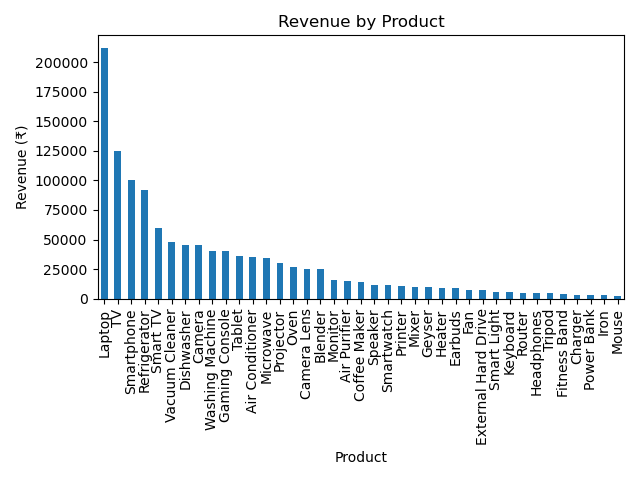 Revenue by Product
Revenue (₹)
200000
175000
150000
125000
100000
75000
50000
25000
0
Laptop
TV
Smartphone
Refrigerator
Smart TV
Vacuum Cleaner
Dishwasher
Camera
Washing Machine
Gaming Console
Tablet
Air Conditioner
Microwave
Projector
Oven
Camera Lens
Blender
Monitor
Air Purifier
Coffee Maker
Speaker
Smartwatch
Printer
Mixer
Geyser
Heater
Earbuds
Fan
External Hard Drive
Smart Light
Keyboard
Router
Headphones
Tripod
Fitness Band
Charger
Power Bank
Iron
Mouse
Product